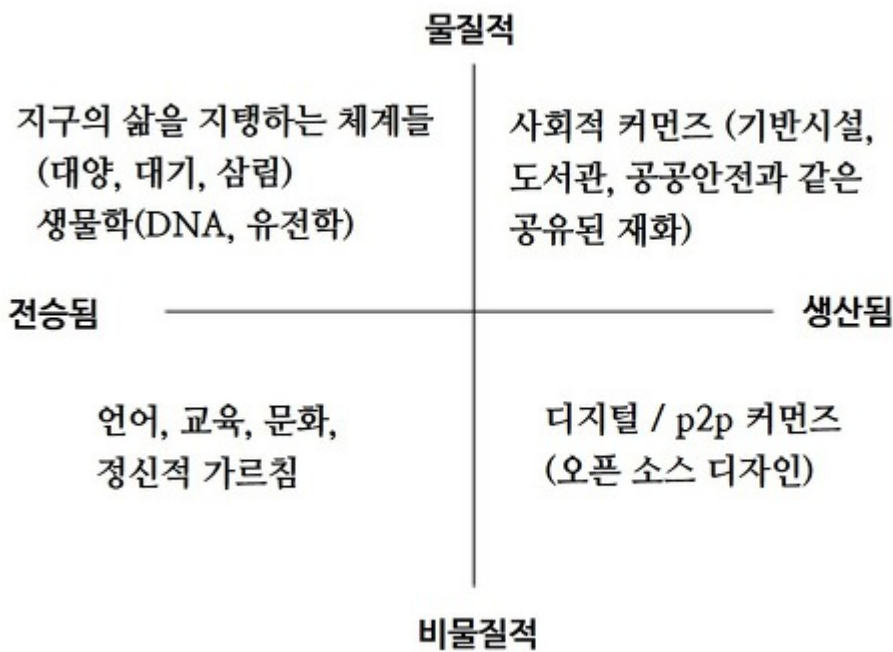 물질적
지구의 삶을 지탱하는 체계들
(대양, 대기, 삼림)
생물학(DNA, 유전학)
사회적 커먼즈 (기반시설,
도서관, 공공안전과 같은
공유된 재화)
전승됨
생산됨
언어, 교육, 문화,
정신적 가르침
디지털 / p2p 커먼즈
(오픈 소스 디자인)
비물질적